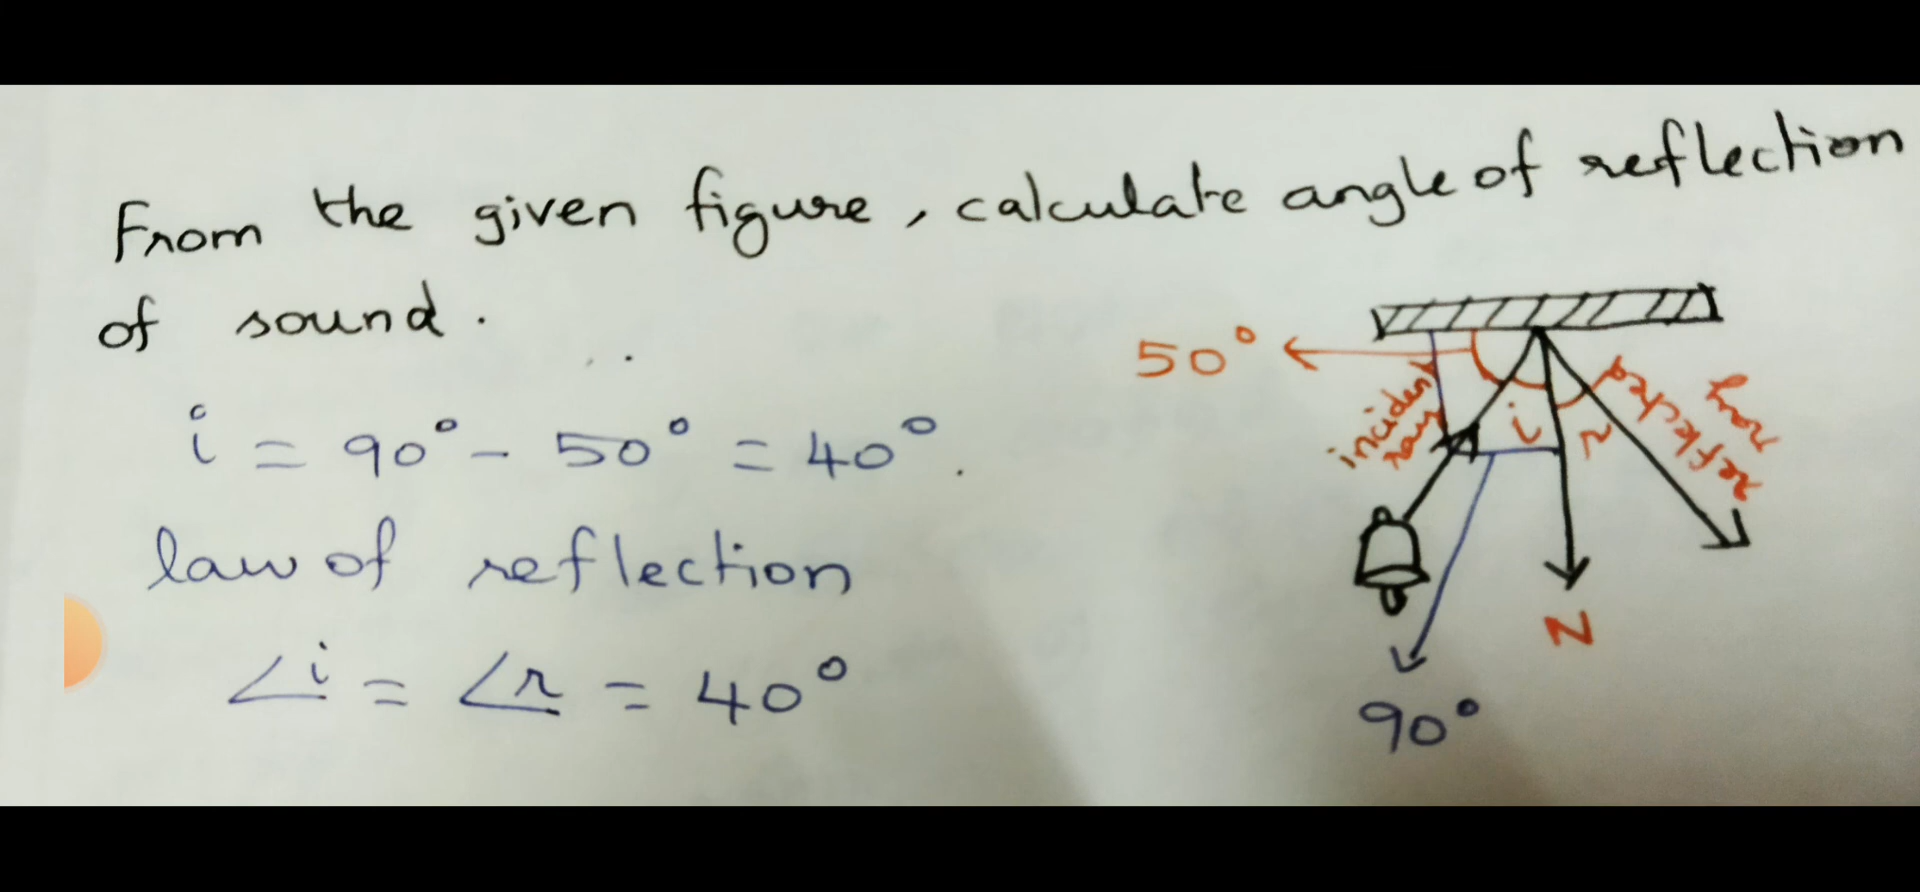 From the given figure, calculate angle of reflection
of sound.
50°
incident ray
i
r
reflected ray
i = 90° - 50° = 40°.
law of reflection
∠i = ∠r = 40°
N
90°